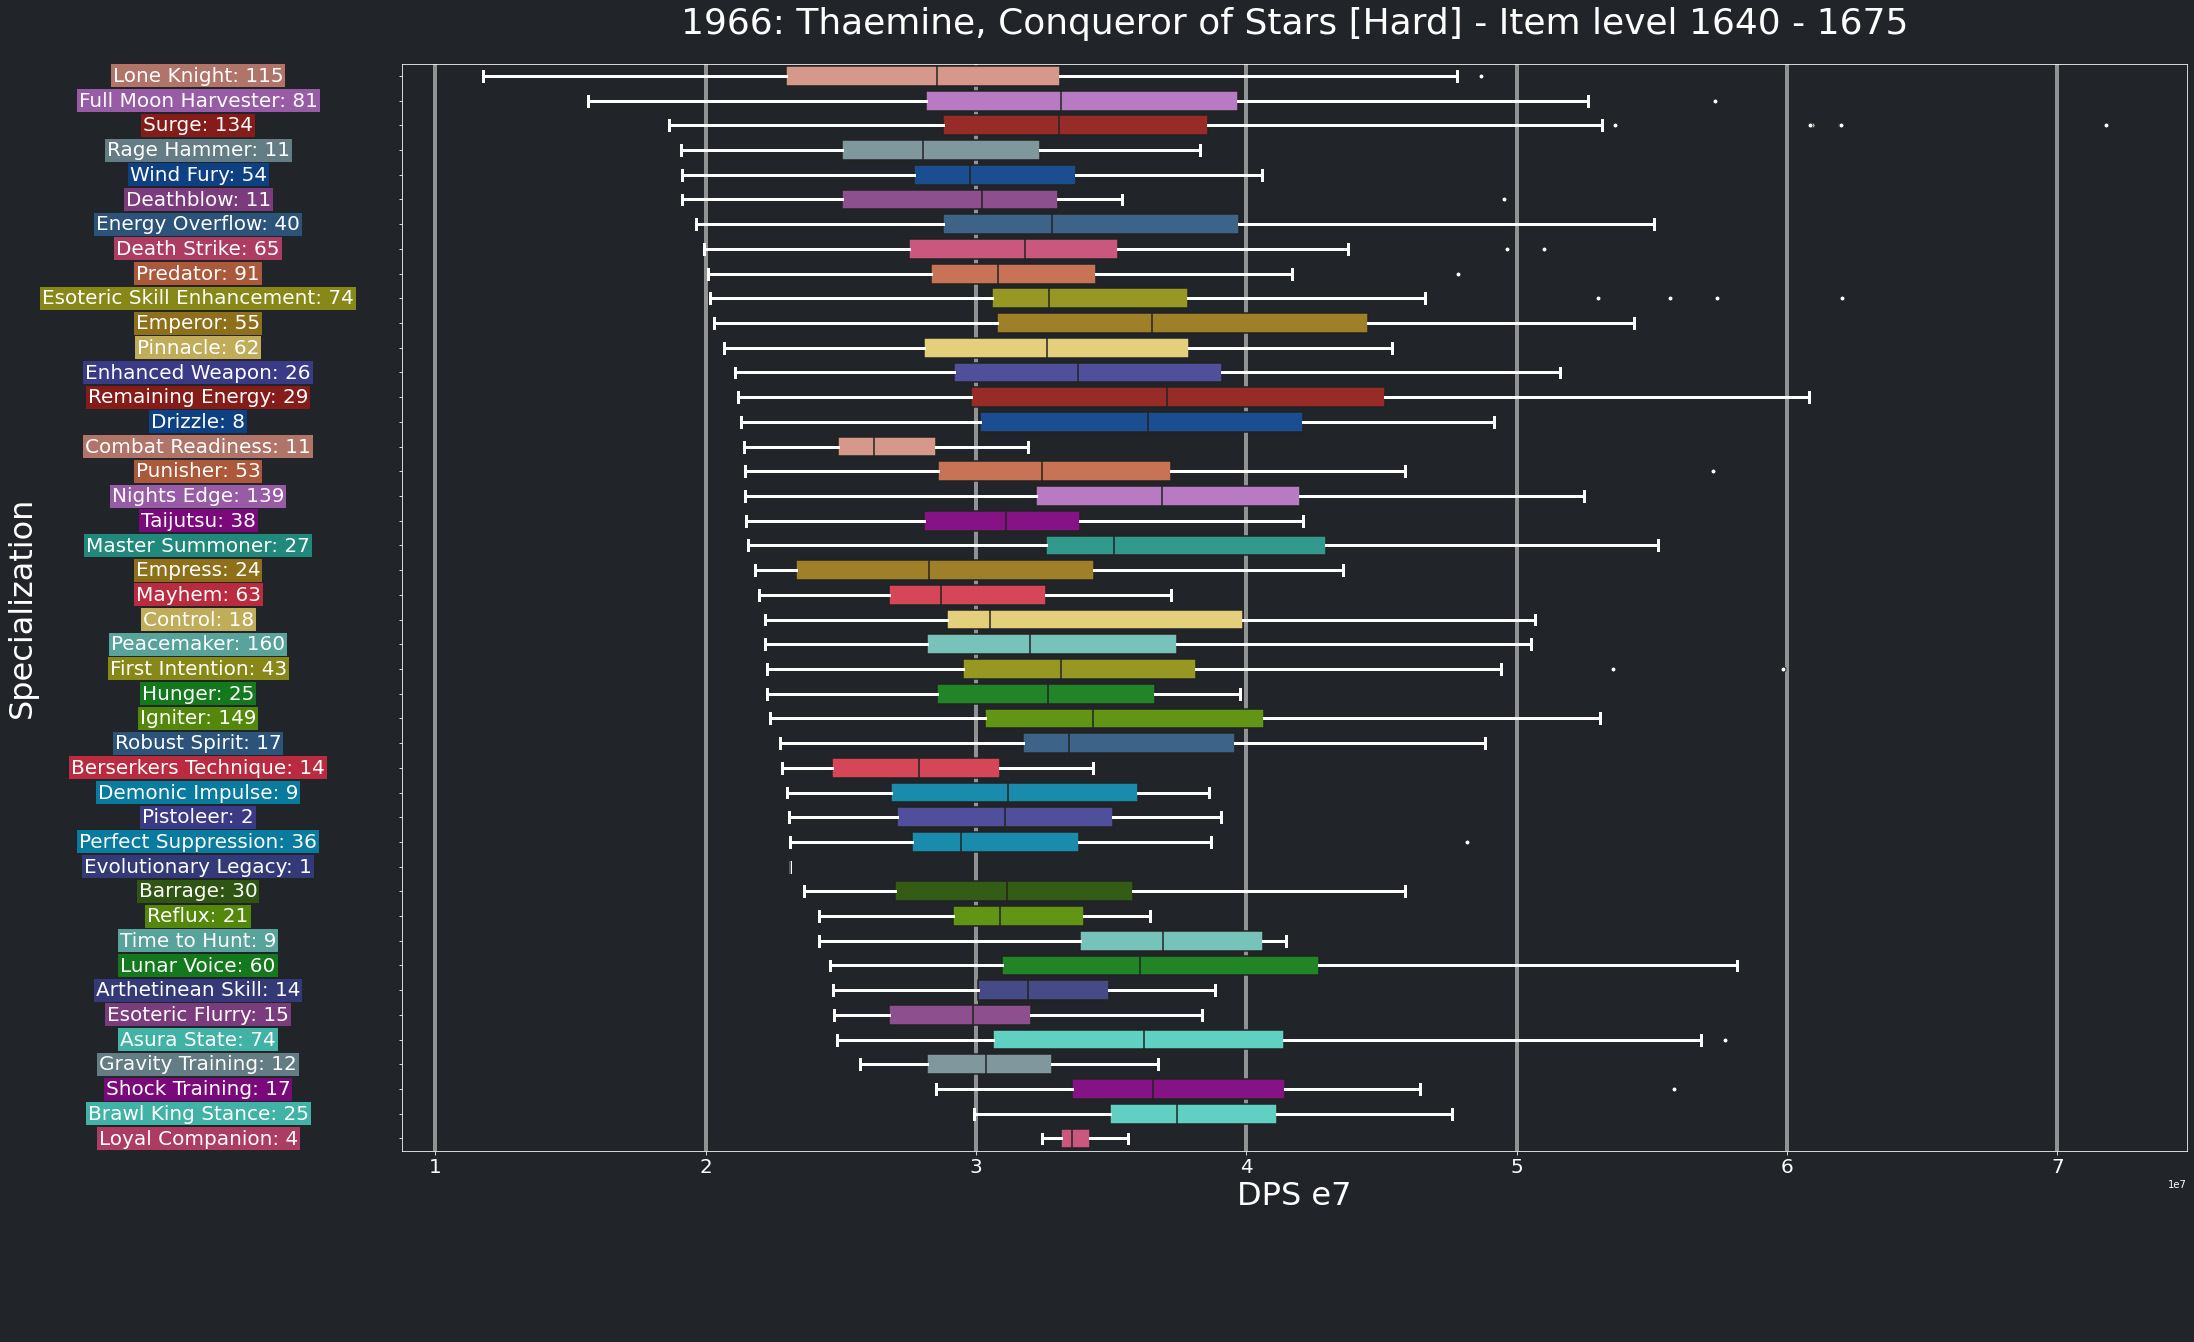 1966: Thaemine, Conqueror of Stars [Hard] - Item level 1640 - 1675
Lone Knight: 115
Full Moon Harvester: 81
Surge: 134
Rage Hammer: 11
Wind Fury: 54
Deathblow: 11
Energy Overflow: 40
Death Strike: 65
Predator: 91
Esoteric Skill Enhancement: 74
Emperor: 55
Pinnacle: 62
Enhanced Weapon: 26
Remaining Energy: 29
Drizzle: 8
Combat Readiness: 11
Punisher: 53
Nights Edge: 139
Taijutsu: 38
Master Summoner: 27
Empress: 24
Mayhem: 63
Control: 18
Peacemaker: 160
First Intention: 43
Hunger: 25
Igniter: 149
Robust Spirit: 17
Berserkers Technique: 14
Demonic Impulse: 9
Pistoleer: 2
Perfect Suppression: 36
Evolutionary Legacy: 1
Barrage: 30
Reflux: 21
Time to Hunt: 9
Lunar Voice: 60
Arthetinean Skill: 14
Esoteric Flurry: 15
Asura State: 74
Gravity Training: 12
Shock Training: 17
Brawl King Stance: 25
Loyal Companion: 4
Specialization
1 2 3 4 5 6 7
1e7
DPS e7